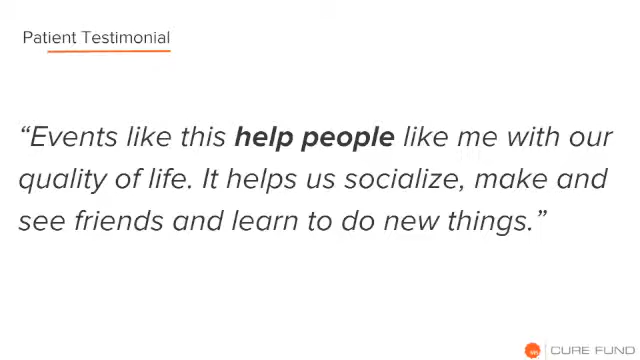 Patient Testimonial
“Events like this help people like me with our
quality of life. It helps us socialize, make and
see friends and learn to do new things.”
CURE FUND